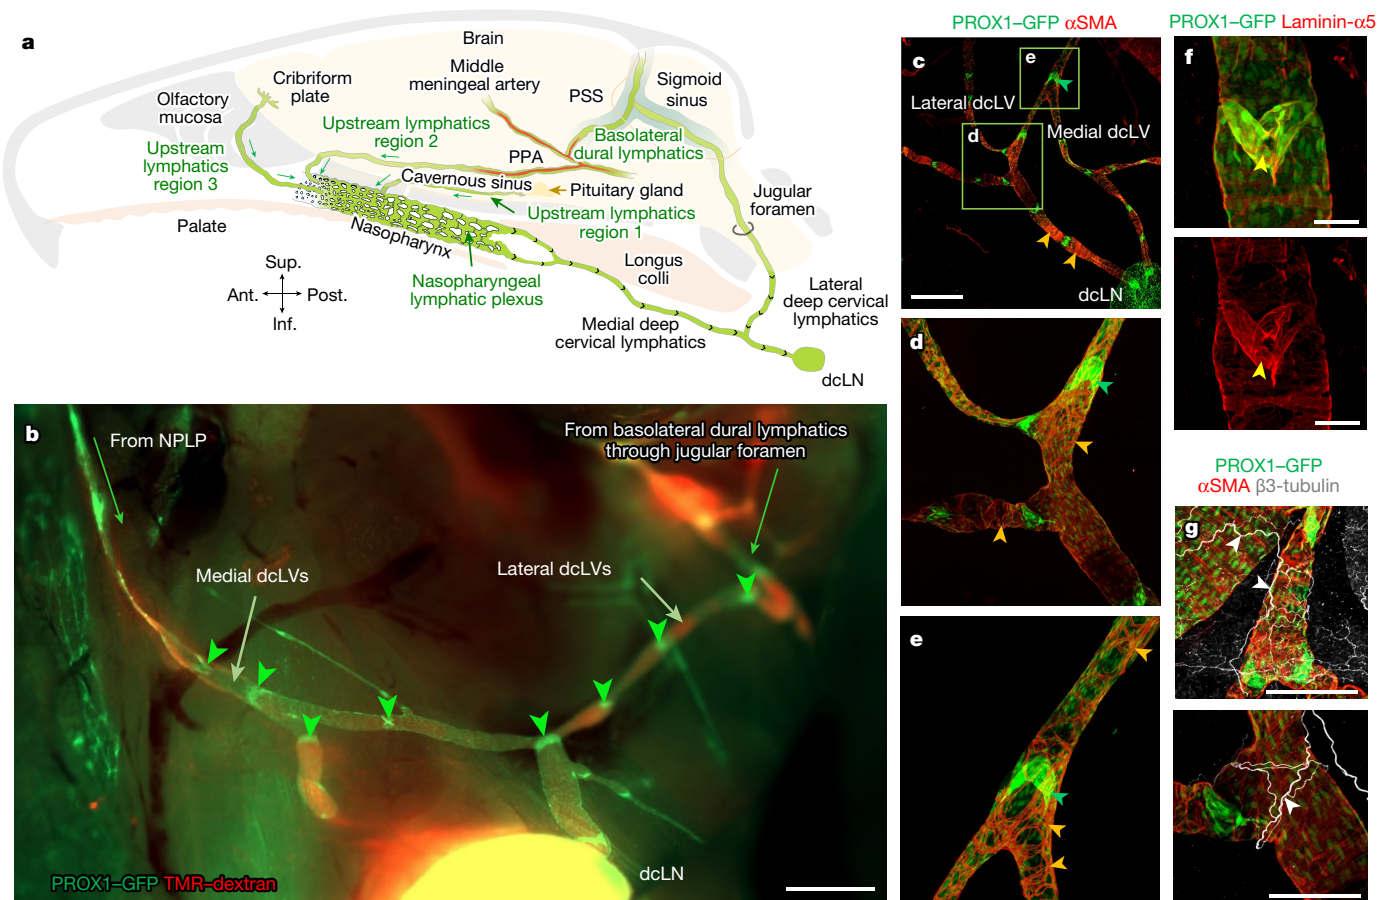 a
Brain
Middle
meningeal artery
Cribriform
plate
Olfactory
mucosa
PSS
Sigmoid
sinus
Upstream lymphatics
region 2
Basolateral
dural lymphatics
Upstream
lymphatics
region 3
PPA
Cavernous sinus
Pituitary gland
Jugular
foramen
Upstream lymphatics
region 1
Palate
Nasopharynx
Longus
colli
Sup.
Ant.
Post.
Inf.
Nasopharyngeal
lymphatic plexus
Lateral
deep cervical
lymphatics
Medial deep
cervical lymphatics
dcLN
b
From NPLP
From basolateral dural lymphatics
through jugular foramen
Medial dcLVs
Lateral dcLVs
dcLN
PROX1–GFP TMR–dextran
PROX1–GFP αSMA
c
e
Lateral dcLV
Medial dcLV
d
dcLN
d
e
PROX1–GFP Laminin-α5
f
PROX1–GFP
αSMA β3-tubulin
g